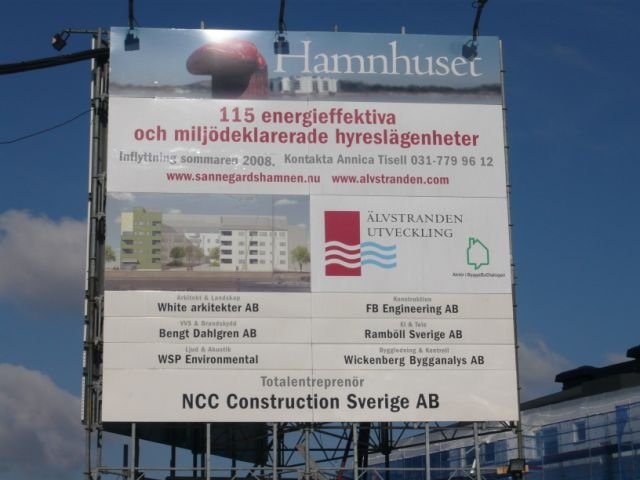 Hamnhuset
115 energieffektiva
och miljödeklarerade hyreslägenheter
Inflyttning sommaren 2008. Kontakta Annica Tisell 031-779 96 12
www.sannegardshamnen.nu www.alvstranden.com
ÄLVSTRANDEN
UTVECKLING
Aktör i ByggaBoDialogen
Arkitekt & Landskap
White arkitekter AB
Konstruktion
FB Engineering AB
VVS & Brandskydd
Bengt Dahlgren AB
El & Tele
Ramböll Sverige AB
Ljud & Akustik
WSP Environmental
Byggledning & Kontroll
Wickenberg Bygganalys AB
Totalentreprenör
NCC Construction Sverige AB